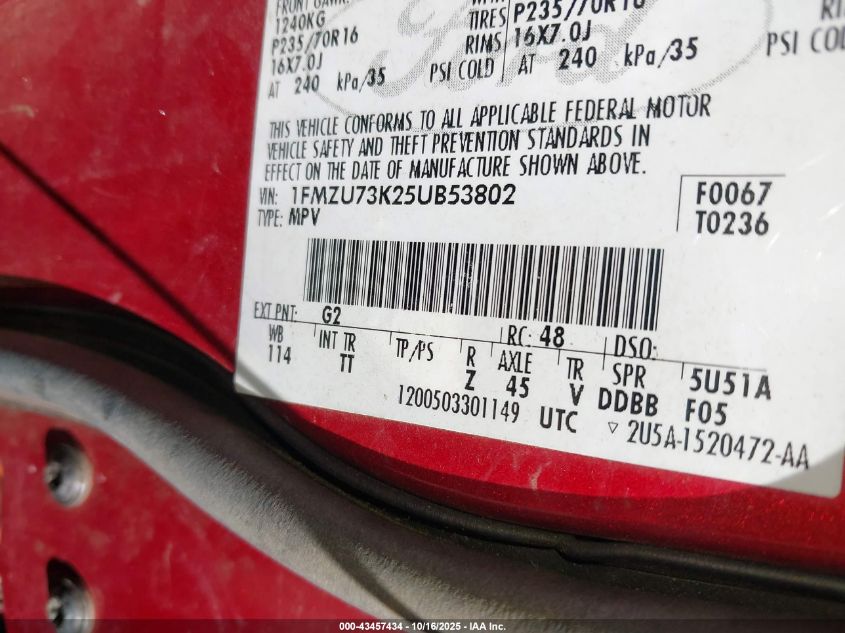 1240KG
P235/70R16
16X7.0J
AT 240 kPa/35 PSI COLD
TIRES P235/70R16
RIMS 16X7.0J
AT 240 kPa/35 PSI COLD
Ford
THIS VEHICLE CONFORMS TO ALL APPLICABLE FEDERAL MOTOR
VEHICLE SAFETY AND THEFT PREVENTION STANDARDS IN
EFFECT ON THE DATE OF MANUFACTURE SHOWN ABOVE.
VIN: 1FMZU73K25UB53802
TYPE: MPV
F0067
T0236
EXT PNT: G2 RC: 48 DSO:
WB INT TR TP/PS R AXLE TR SPR 5U51A
114 TT Z 45 V DDBB F05
1200503301149 UTC ▽ 2U5A-1520472-AA
000-43457434 - 10/16/2025 - IAA Inc.